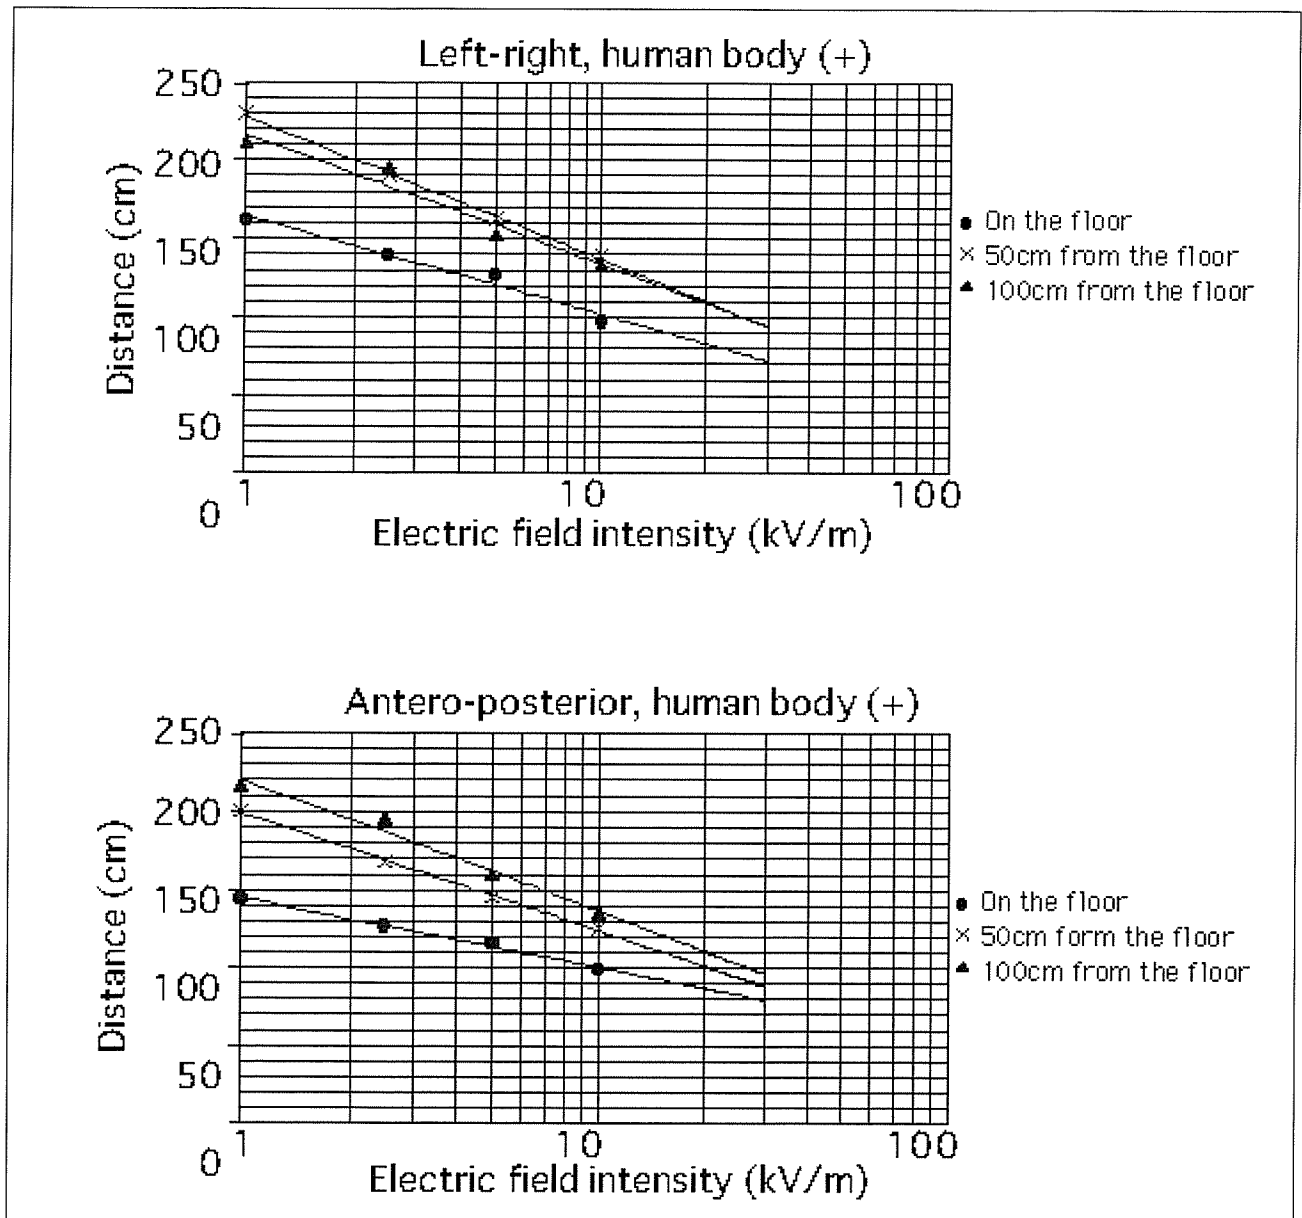 Left-right, human body (+)
250
200
150
100
50
0
Distance (cm)
1 10 100
Electric field intensity (kV/m)
On the floor
50cm from the floor
100cm from the floor
Antero-posterior, human body (+)
250
200
150
100
50
0
Distance (cm)
1 10 100
Electric field intensity (kV/m)
On the floor
50cm form the floor
100cm from the floor